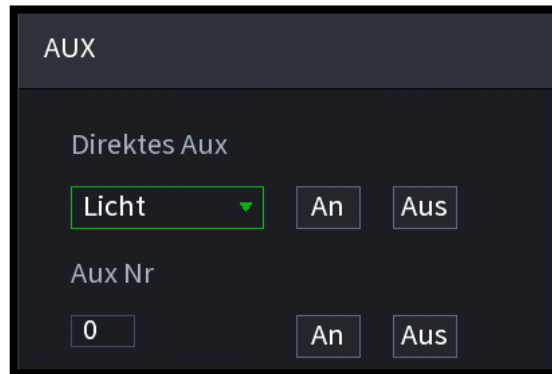 AUX
Direktes Aux
Licht An Aus
Aux Nr
0 An Aus